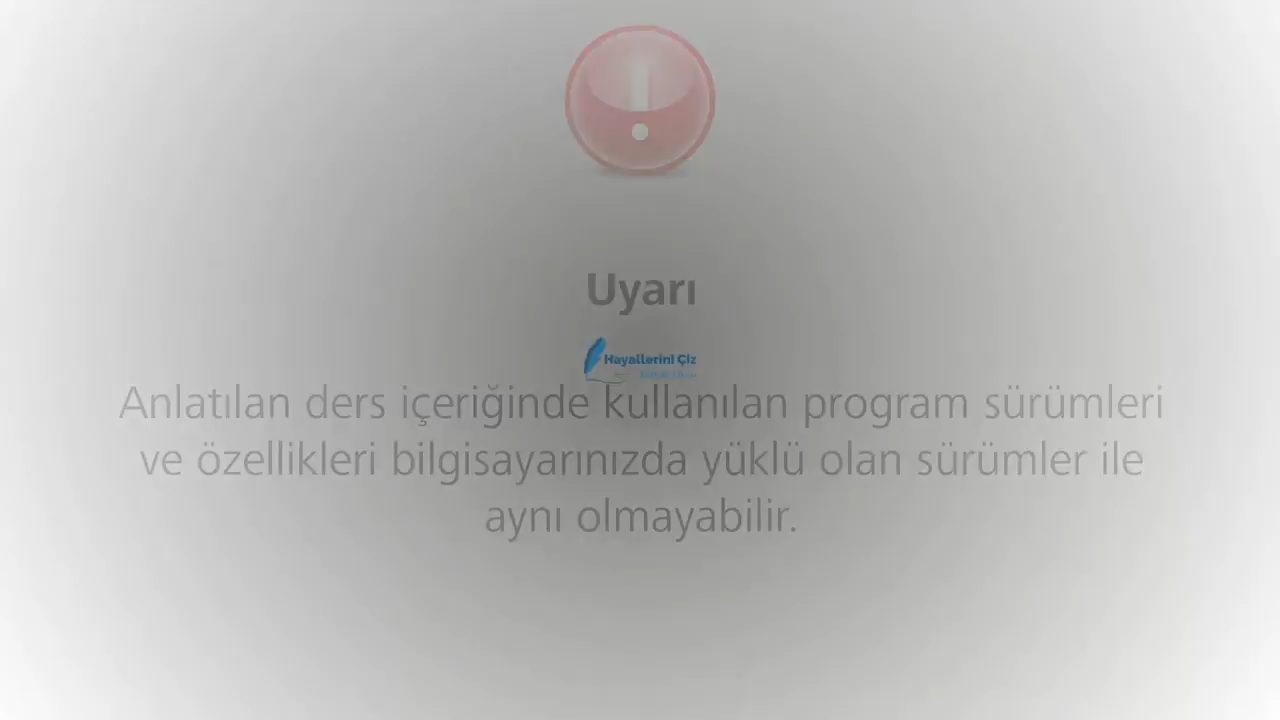 Uyarı
Hayallerini Çiz
Anlatılan ders içeriğinde kullanılan program sürümleri
ve özellikleri bilgisayarınızda yüklü olan sürümler ile
aynı olmayabilir.